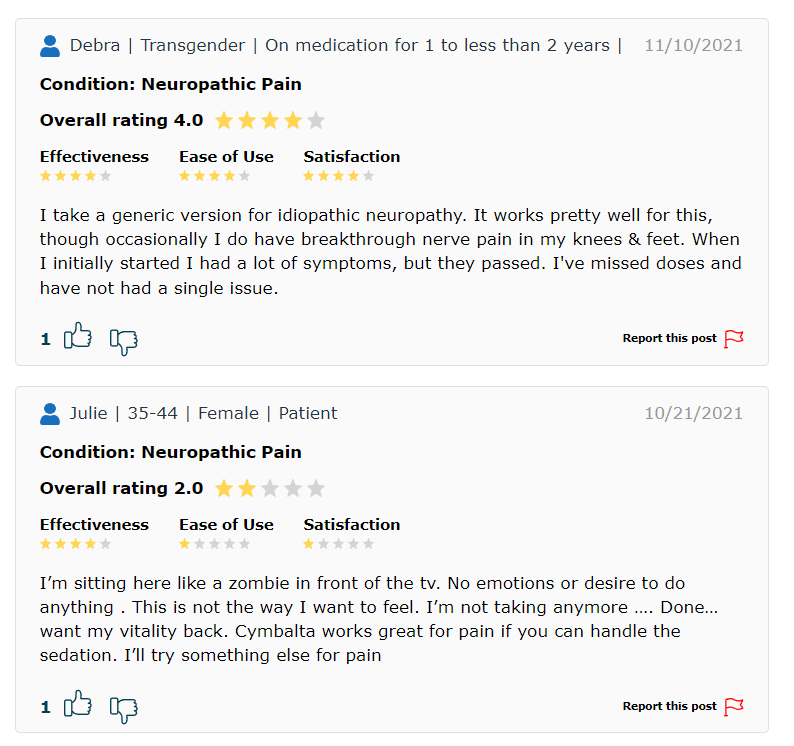 Debra | Transgender | On medication for 1 to less than 2 years | 11/10/2021
Condition: Neuropathic Pain
Overall rating 4.0
Effectiveness Ease of Use Satisfaction
I take a generic version for idiopathic neuropathy. It works pretty well for this,
though occasionally I do have breakthrough nerve pain in my knees & feet. When
I initially started I had a lot of symptoms, but they passed. I've missed doses and
have not had a single issue.
1 Report this post
Julie | 35-44 | Female | Patient 10/21/2021
Condition: Neuropathic Pain
Overall rating 2.0
Effectiveness Ease of Use Satisfaction
I’m sitting here like a zombie in front of the tv. No emotions or desire to do
anything . This is not the way I want to feel. I’m not taking anymore .... Done...
want my vitality back. Cymbalta works great for pain if you can handle the
sedation. I’ll try something else for pain
1 Report this post